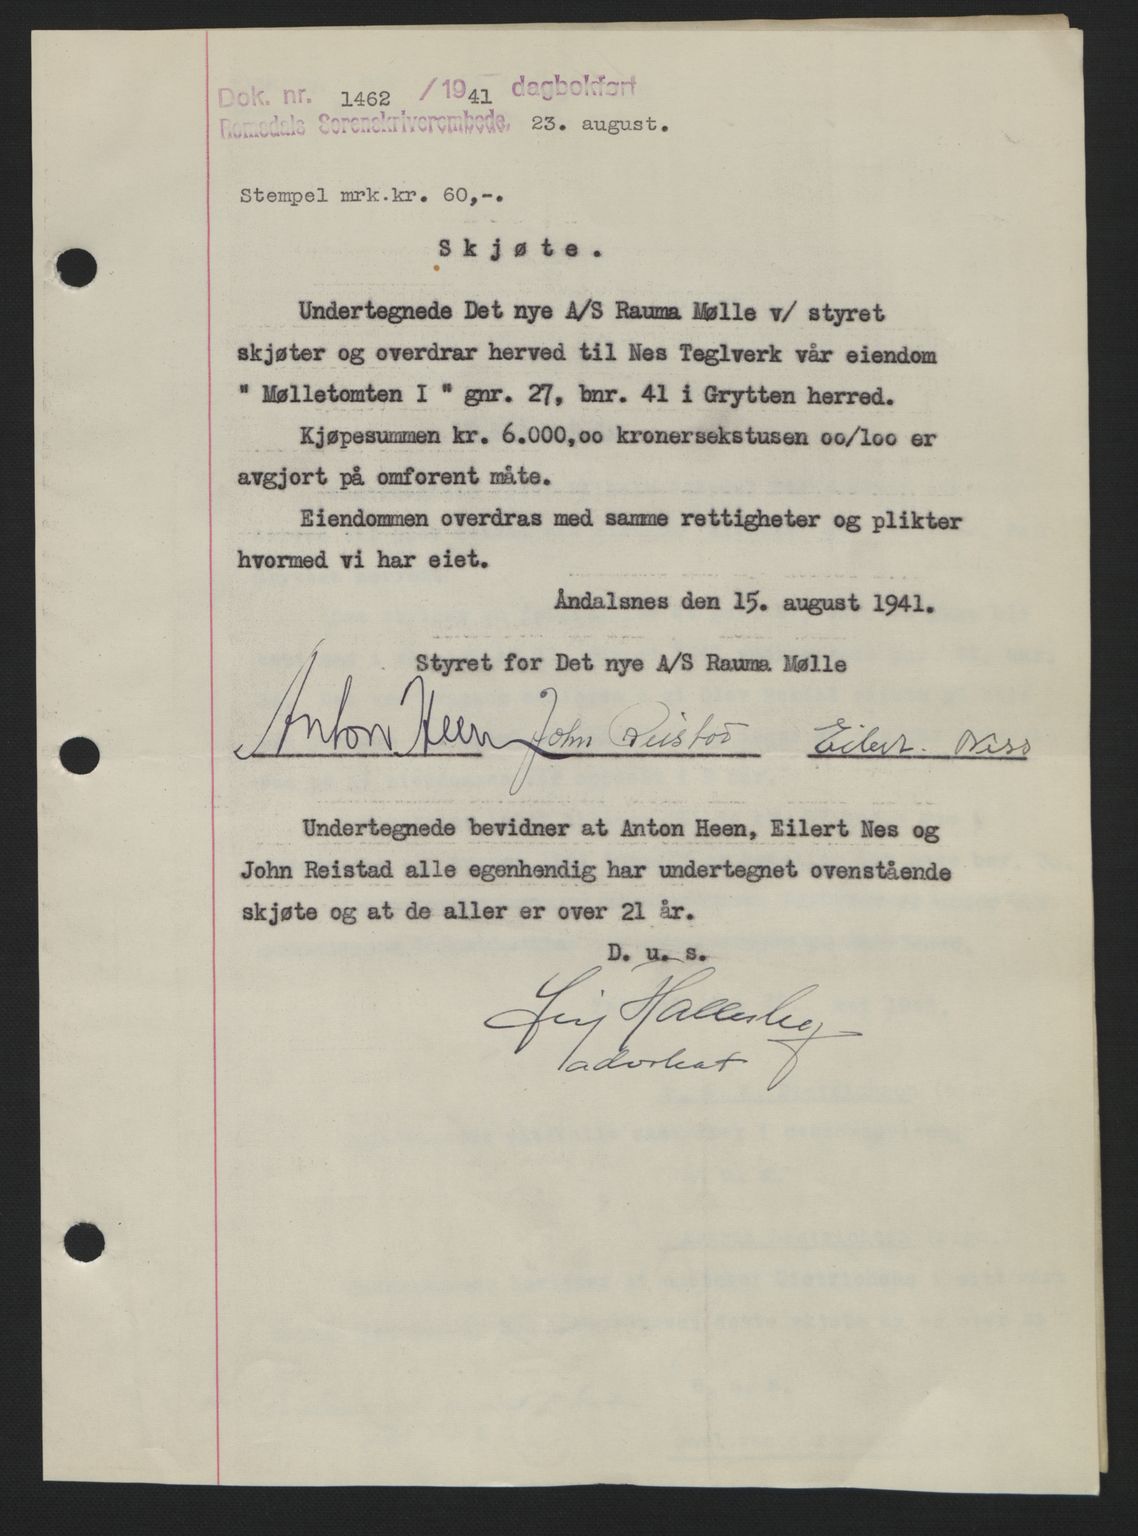 Dok. nr. 1462 /1941 dagbokført
Romsdals Sorenskriverembede, 23. august.
Stempel mrk.kr. 60,-.
Skjøte.
Undertegnede Det nye A/S Rauma Mølle v/ styret
skjøter og overdrar herved til Nes Teglverk vår eiendom
" Mølletomten I " gnr. 27, bnr. 41 i Grytten herred.
Kjøpesummen kr. 6.000,oo kronersekstusen oo/loo er
avgjort på omforent måte.
Eiendommen overdras med samme rettigheter og plikter
hvormed vi har eiet.
Åndalsnes den 15. august 1941.
Styret for Det nye A/S Rauma Mølle
Anton Heen John Reistad Eilert Ness
Undertegnede bevidner at Anton Heen, Eilert Nes og
John Reistad alle egenhendig har undertegnet ovenstående
skjøte og at de aller er over 21 år.
D. u. s.
advokat